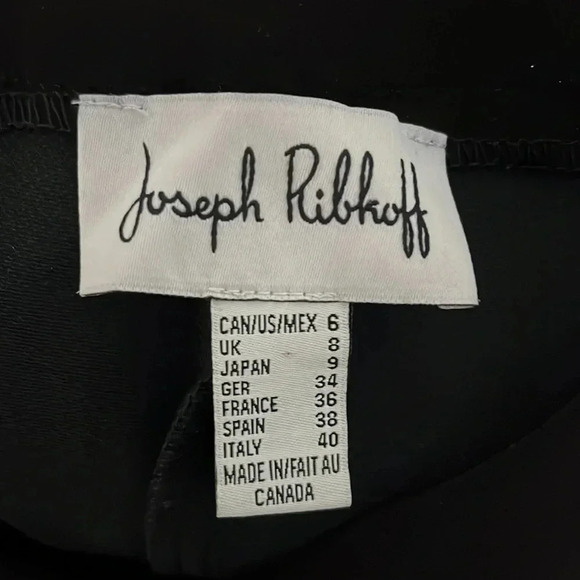 Joseph Ribkoff
CAN/US/MEX 6
UK 8
JAPAN 9
GER 34
FRANCE 36
SPAIN 38
ITALY 40
MADE IN/FAIT AU
CANADA